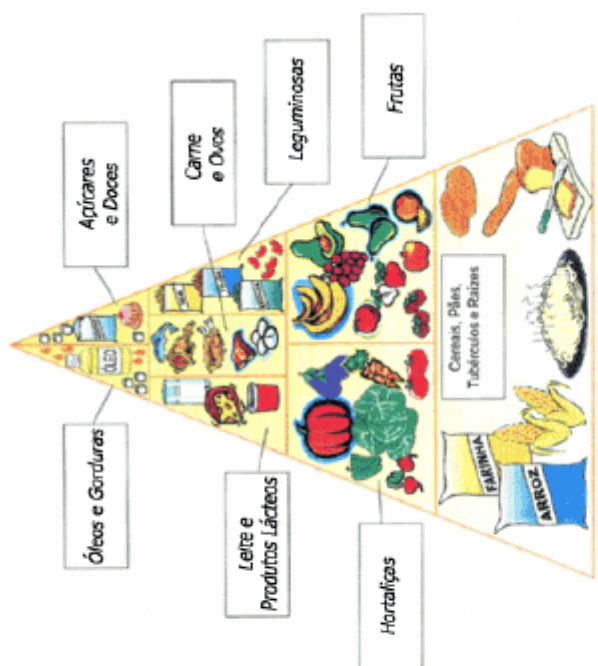 Óleos e Gorduras
Açúcares
e Doces
ÓLEO
Carne
e Ovos
Leite e
Produtos Lácteos
Leguminosas
Hortaliças
Frutas
Cereais, Pães,
Tubérculos e Raízes
FARINHA
ARROZ